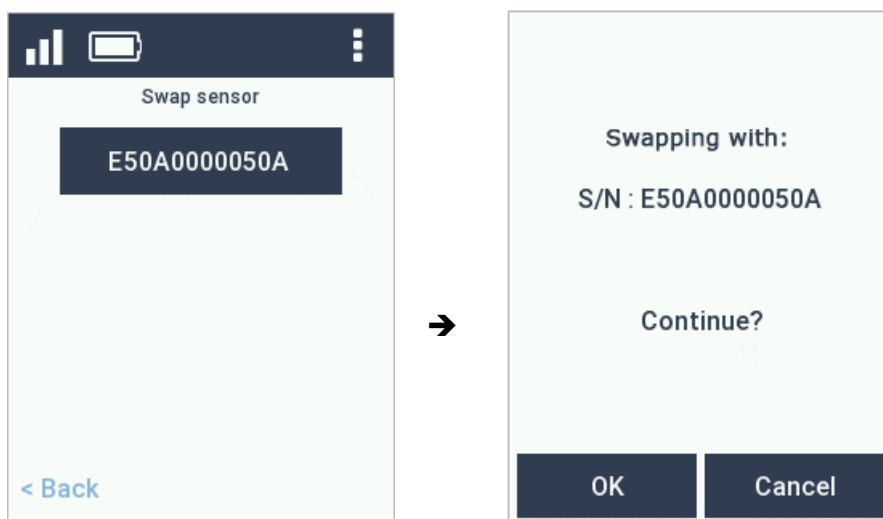 Swap sensor
E50A0000050A
< Back
➔
Swapping with:
S/N : E50A0000050A
Continue?
OK
Cancel